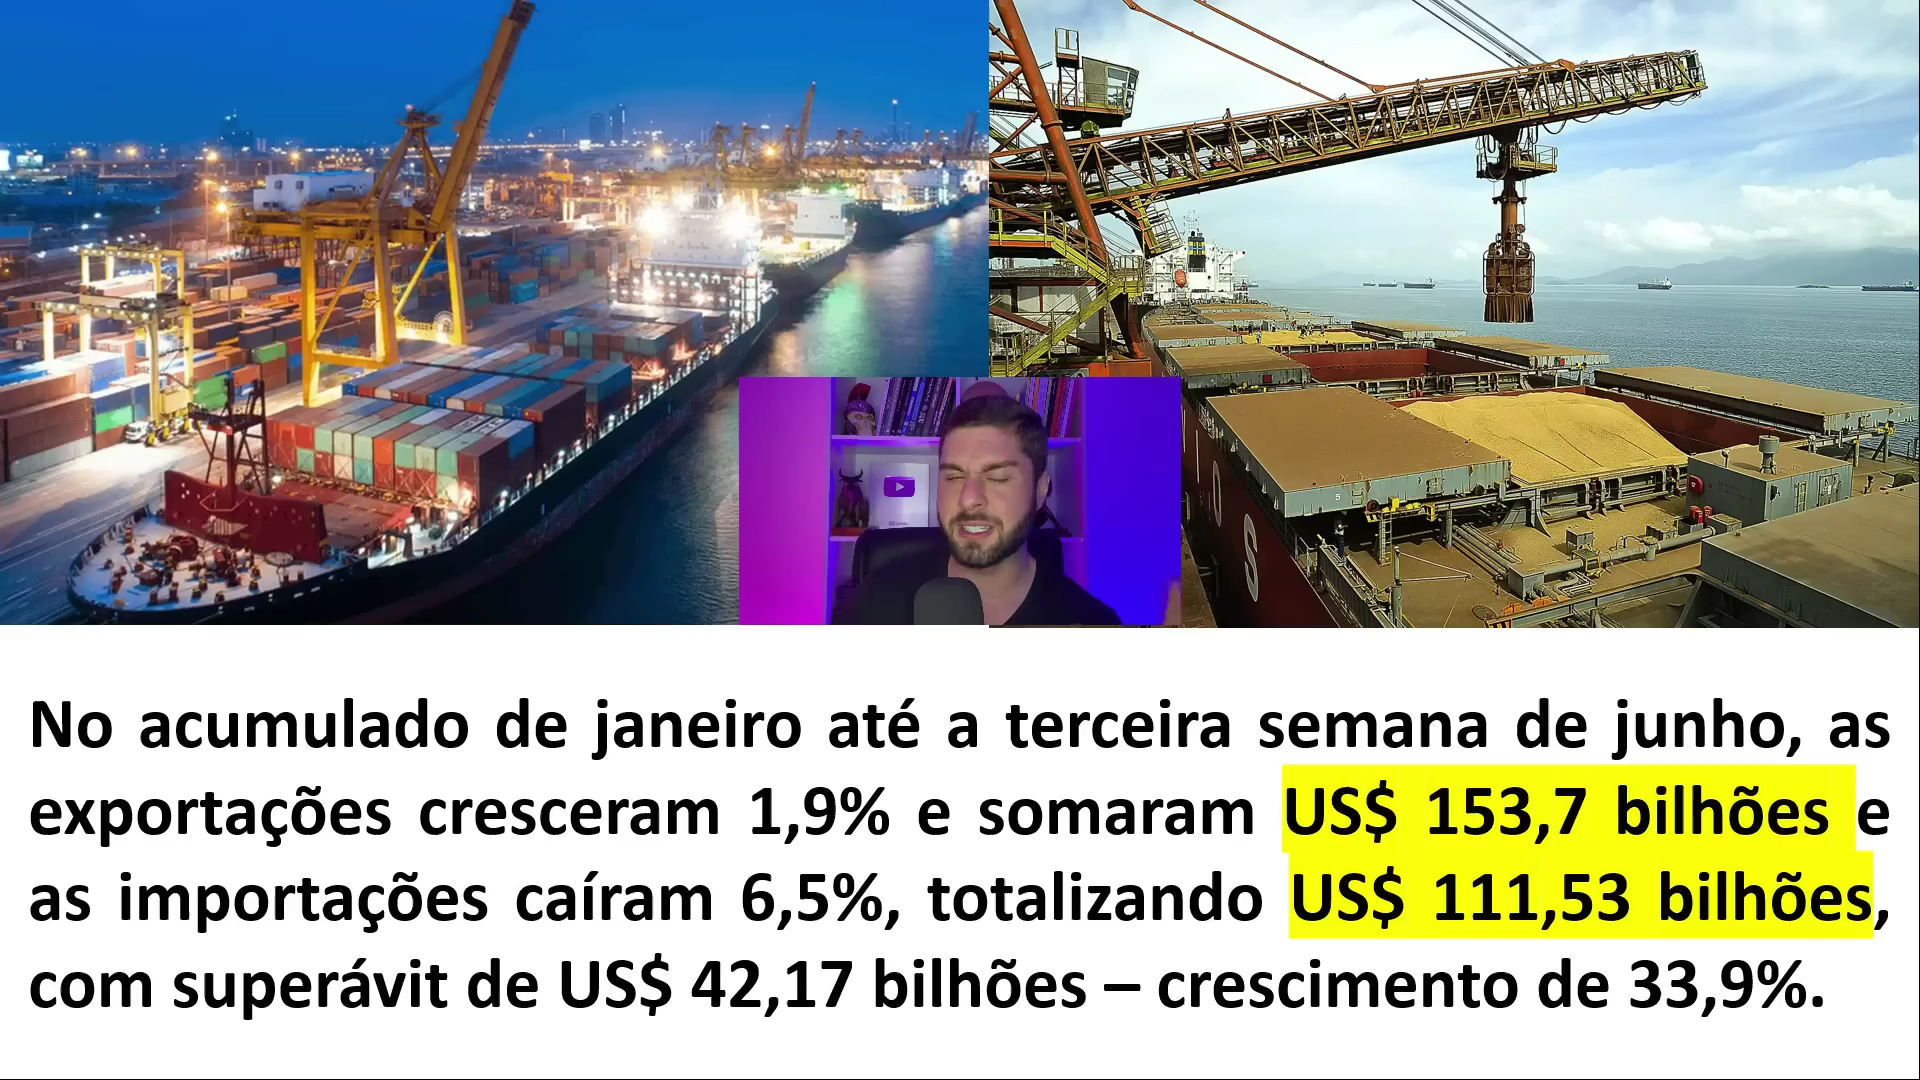 I
O
S
5
No acumulado de janeiro até a terceira semana de junho, as
exportações cresceram 1,9% e somaram US$ 153,7 bilhões e
as importações caíram 6,5%, totalizando US$ 111,53 bilhões,
com superávit de US$ 42,17 bilhões – crescimento de 33,9%.